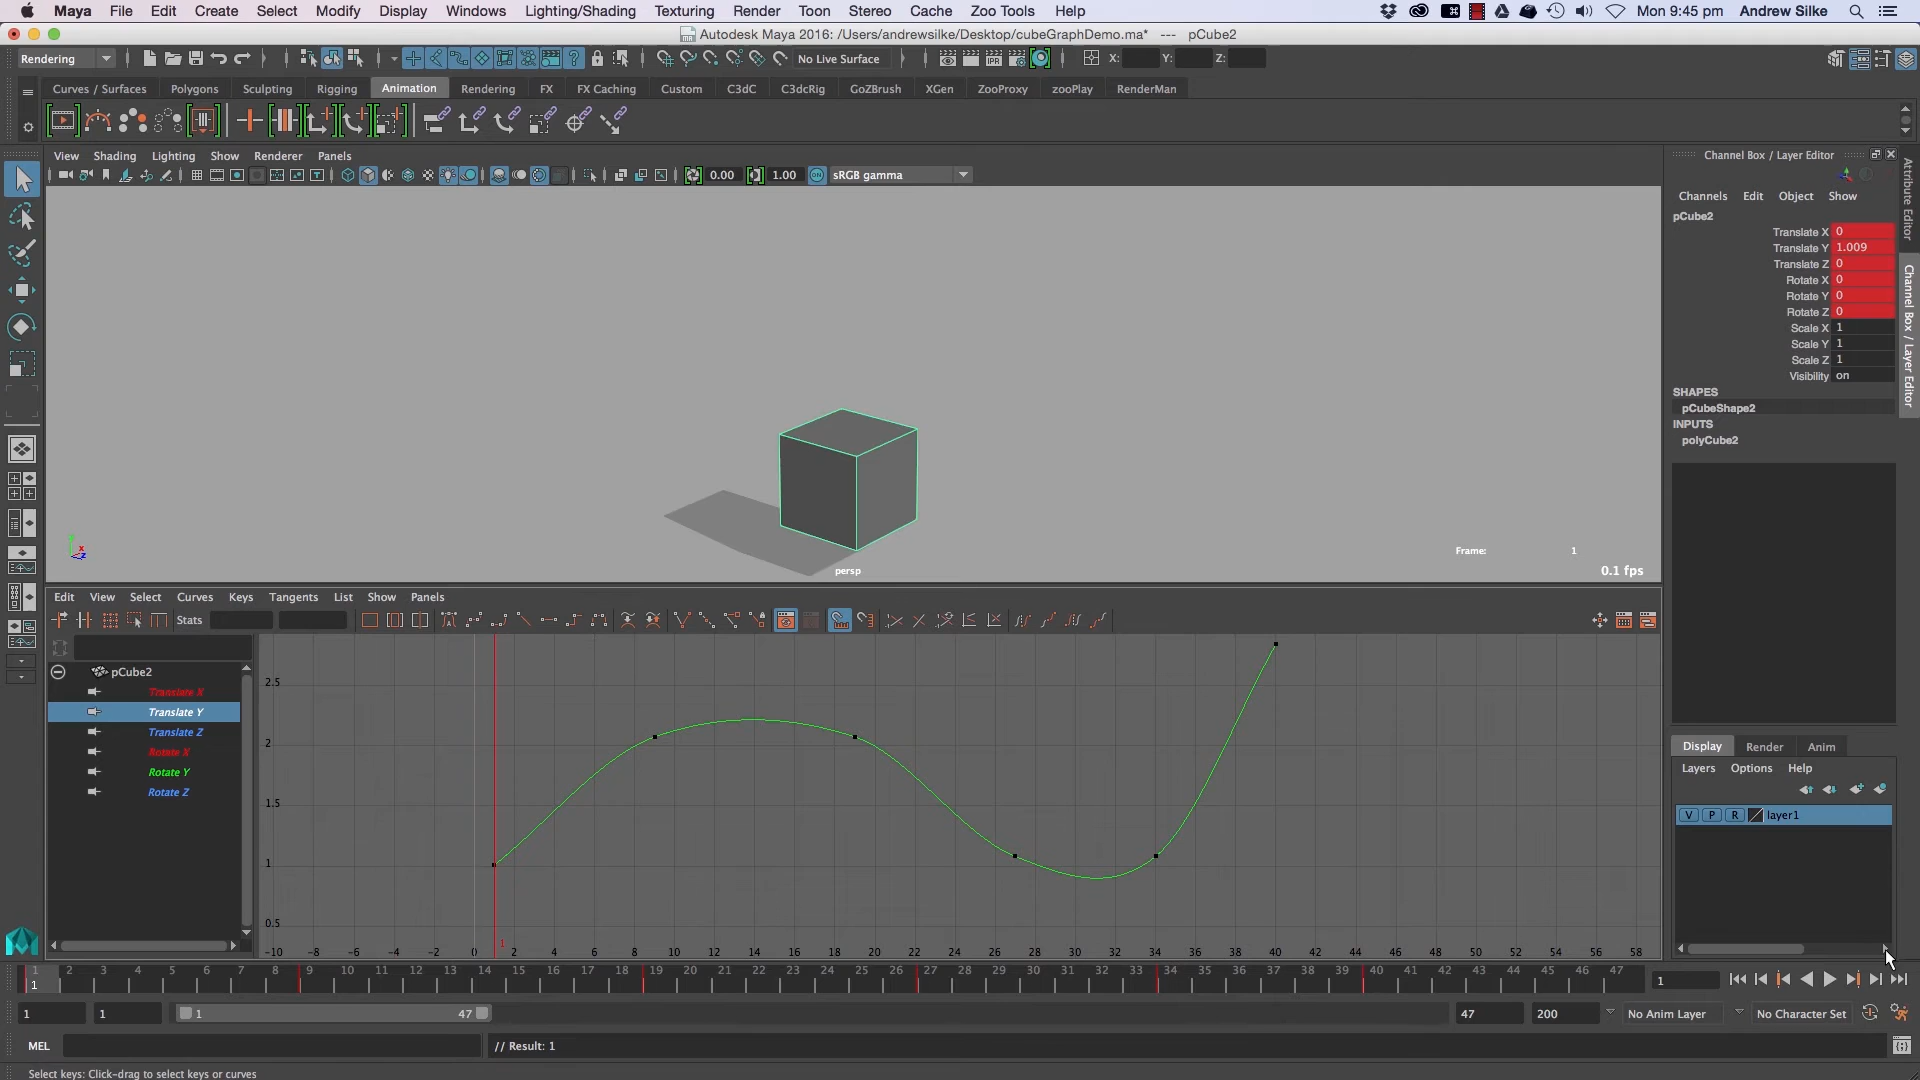 Maya File Edit Create Select Modify Display Windows Lighting/Shading Texturing Render Toon Stereo Cache Zoo Tools Help Mon 9:45 pm Andrew Silke
Autodesk Maya 2016: /Users/andrewsilke/Desktop/cubeGraphDemo.ma* --- pCube2
Rendering No Live Surface X: Y: Z:
Curves / Surfaces Polygons Sculpting Rigging Animation Rendering FX FX Caching Custom C3dC C3dcRig GoZBrush XGen ZooProxy zooPlay RenderMan
View Shading Lighting Show Renderer Panels
0.00 1.00 sRGB gamma
Frame: 1
0.1 fps
persp
Channel Box / Layer Editor
Channels Edit Object Show
pCube2
Translate X 0
Translate Y 1.009
Translate Z 0
Rotate X 0
Rotate Y 0
Rotate Z 0
Scale X 1
Scale Y 1
Scale Z 1
Visibility on
SHAPES
pCubeShape2
INPUTS
polyCube2
Attribute Editor
Channel Box / Layer Editor
Edit View Select Curves Keys Tangents List Show Panels
Stats
pCube2
Translate X
Translate Y
Translate Z
Rotate X
Rotate Y
Rotate Z
2.5
2
1.5
1
0.5
1
-10 -8 -6 -4 -2 0 2 4 6 8 10 12 14 16 18 20 22 24 26 28 30 32 34 36 38 40 42 44 46 48 50 52 54 56 58
Display Render Anim
Layers Options Help
V P R layer1
1 2 3 4 5 6 7 8 9 10 11 12 13 14 15 16 17 18 19 20 21 22 23 24 25 26 27 28 29 30 31 32 33 34 35 36 37 38 39 40 41 42 43 44 45 46 47
1 1
1 1 1 47 47 200 No Anim Layer No Character Set
MEL // Result: 1
Select keys: Click-drag to select keys or curves